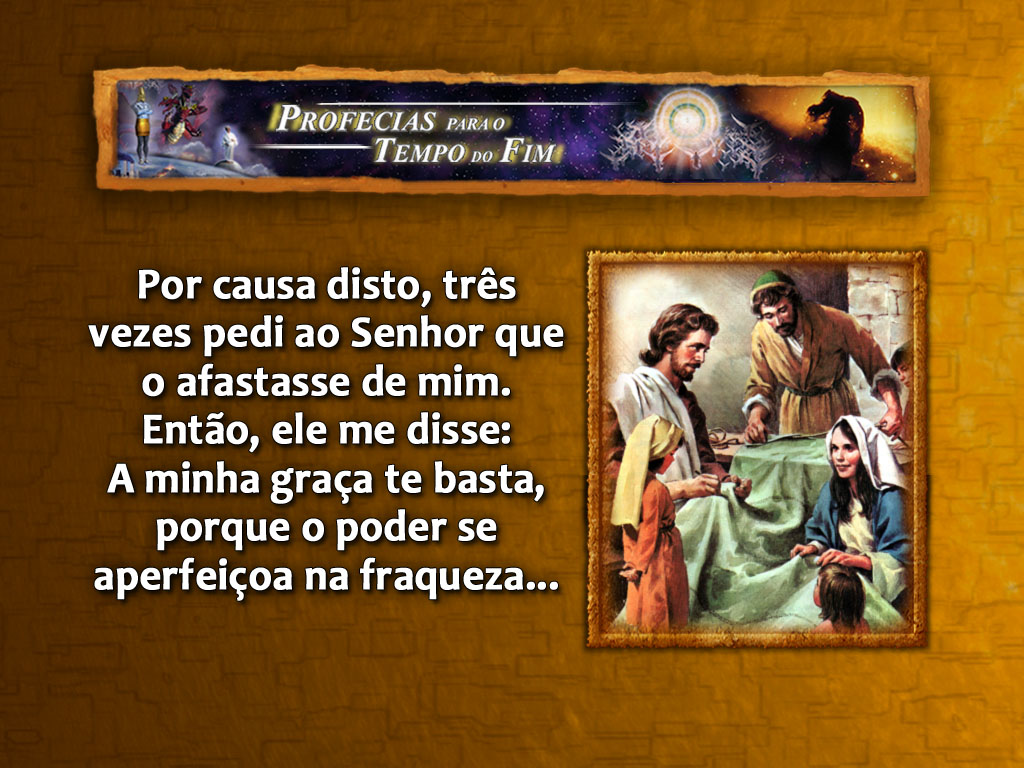 PROFECIAS PARA O
TEMPO DO FIM
Por causa disto, três
vezes pedi ao Senhor que
o afastasse de mim.
Então, ele me disse:
A minha graça te basta,
porque o poder se
aperfeiçoa na fraqueza...